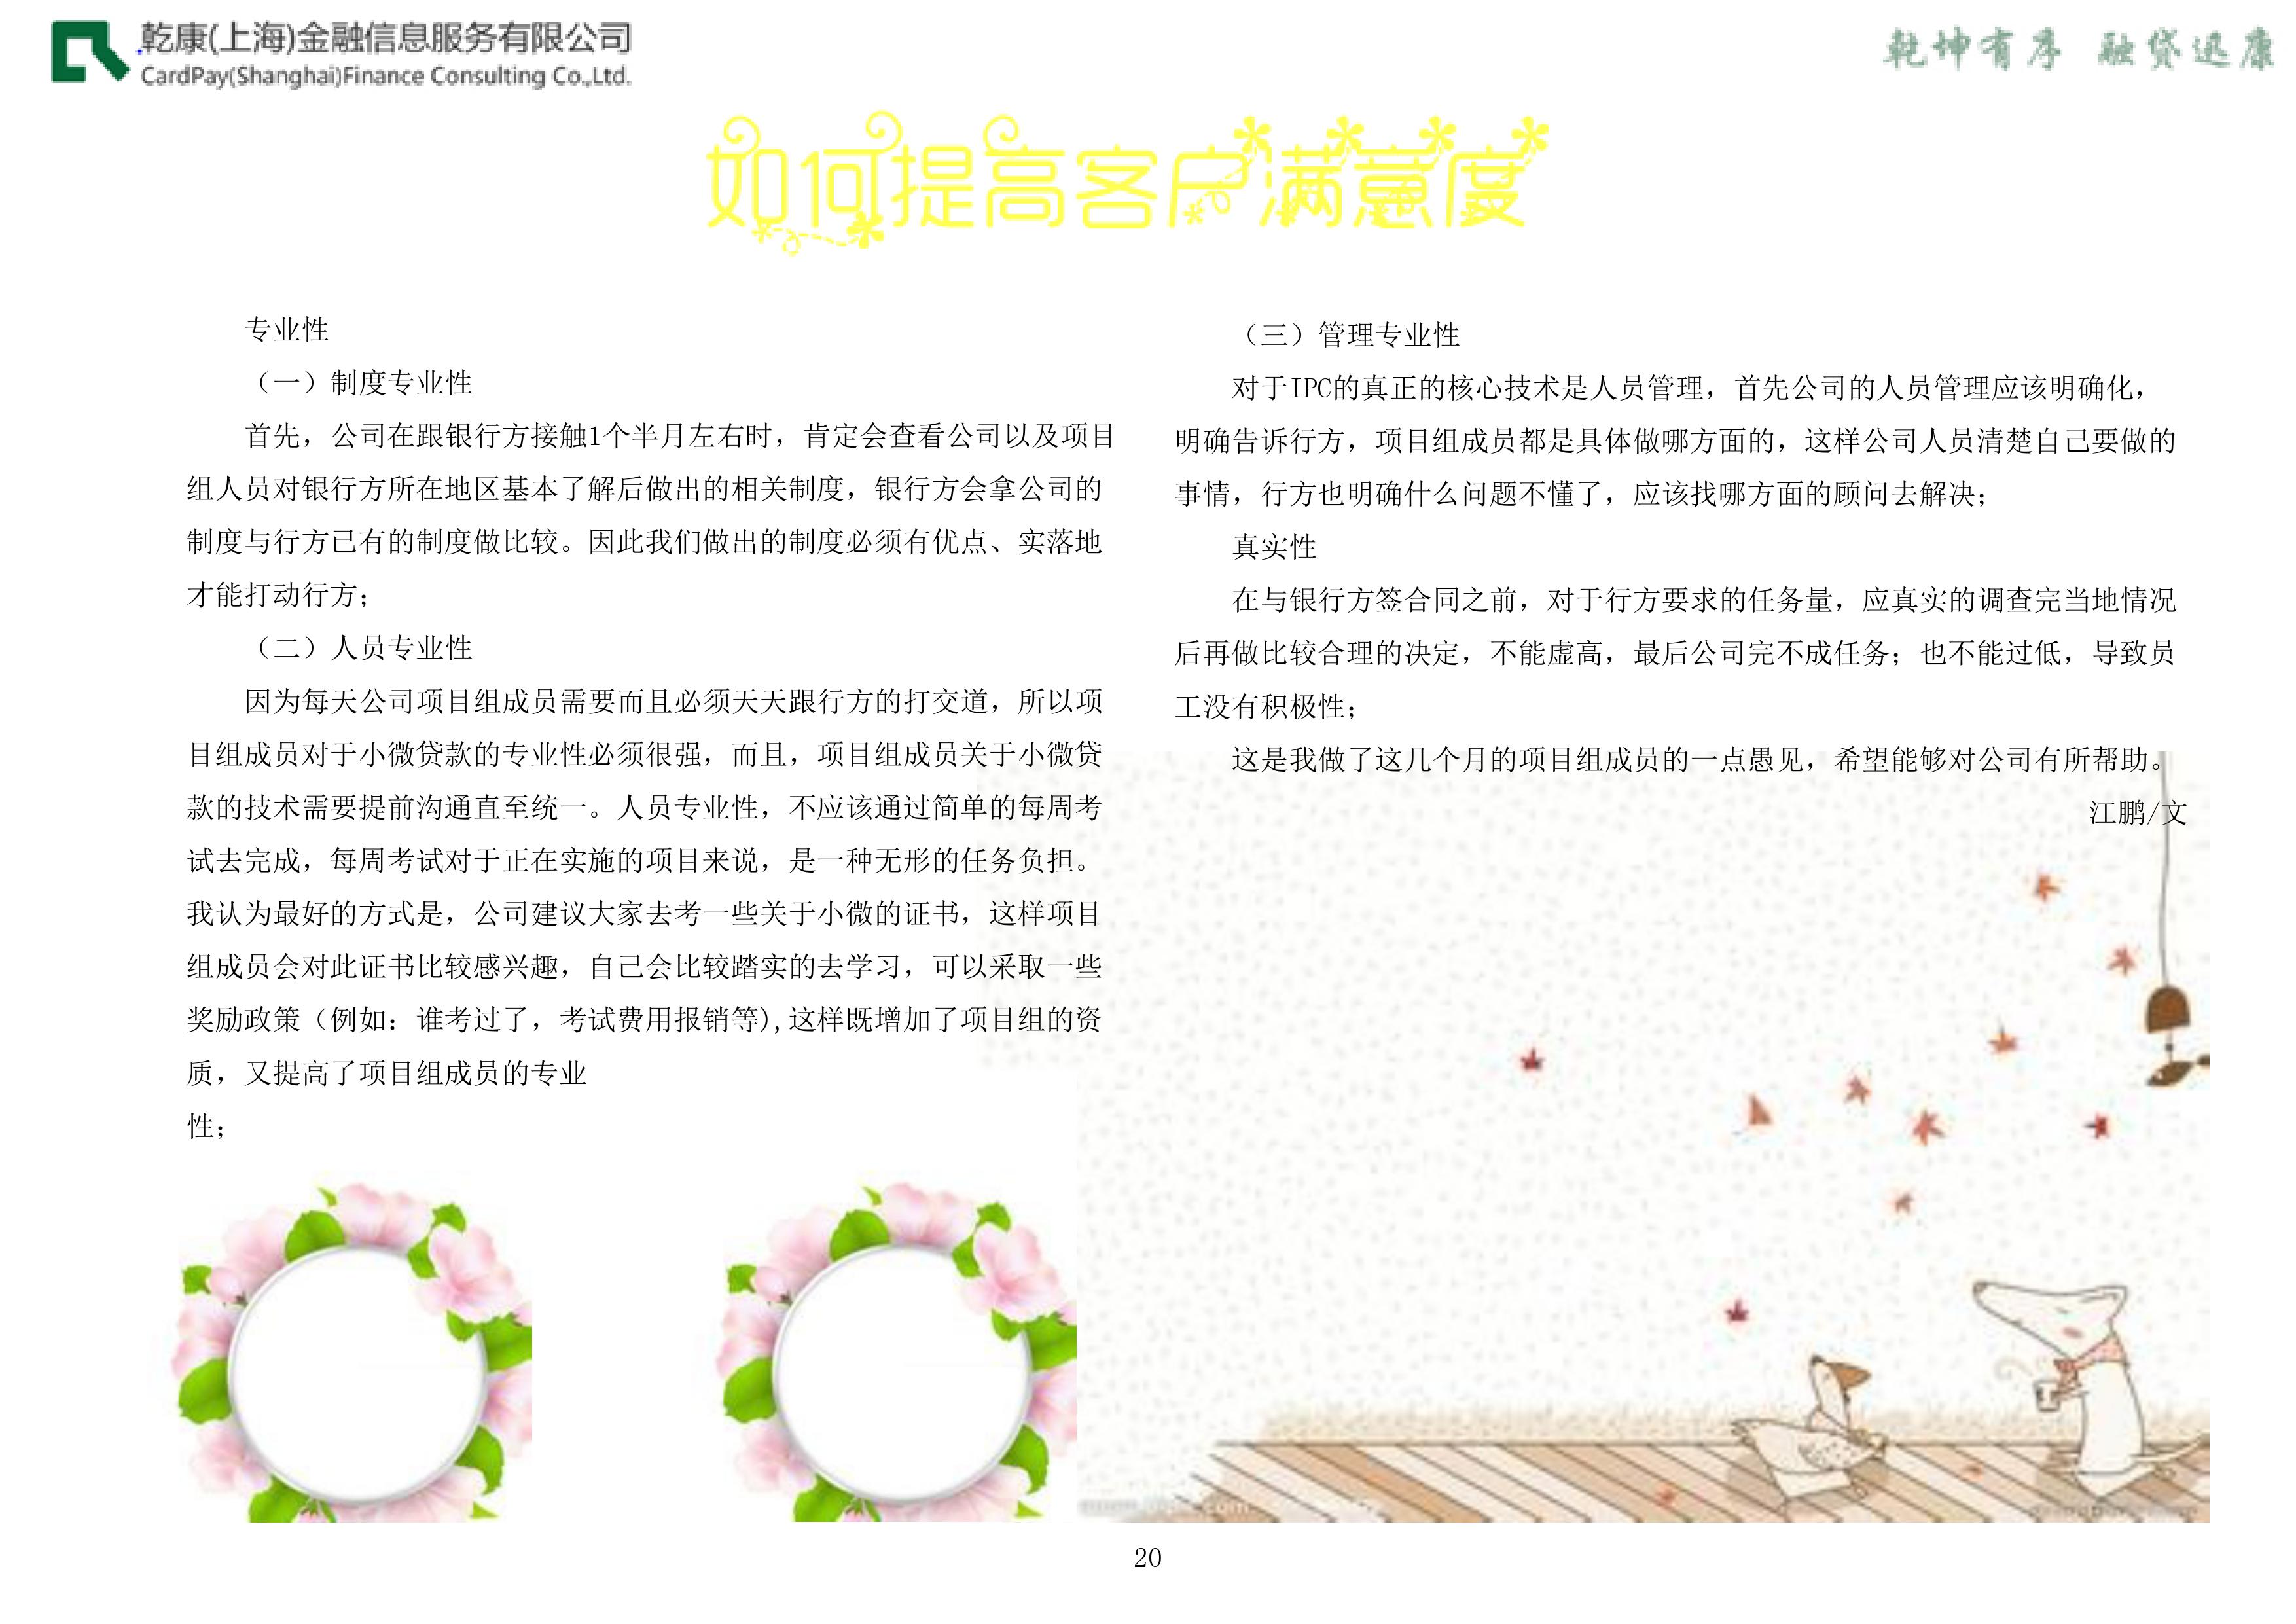 乾康(上海)金融信息服务有限公司
CardPay(Shanghai)Finance Consulting Co.,Ltd.
乾坤有序 融贷迅康
如何提高客户满意度
专业性
（一）制度专业性
首先，公司在跟银行方接触1个半月左右时，肯定会查看公司以及项目
组人员对银行方所在地区基本了解后做出的相关制度，银行方会拿公司的
制度与行方已有的制度做比较。因此我们做出的制度必须有优点、实落地
才能打动行方；
（二）人员专业性
因为每天公司项目组成员需要而且必须天天跟行方的打交道，所以项
目组成员对于小微贷款的专业性必须很强，而且，项目组成员关于小微贷
款的技术需要提前沟通直至统一。人员专业性，不应该通过简单的每周考
试去完成，每周考试对于正在实施的项目来说，是一种无形的任务负担。
我认为最好的方式是，公司建议大家去考一些关于小微的证书，这样项目
组成员会对此证书比较感兴趣，自己会比较踏实的去学习，可以采取一些
奖励政策（例如：谁考过了，考试费用报销等),这样既增加了项目组的资
质，又提高了项目组成员的专业
性；
（三）管理专业性
对于IPC的真正的核心技术是人员管理，首先公司的人员管理应该明确化，
明确告诉行方，项目组成员都是具体做哪方面的，这样公司人员清楚自己要做的
事情，行方也明确什么问题不懂了，应该找哪方面的顾问去解决；
真实性
在与银行方签合同之前，对于行方要求的任务量，应真实的调查完当地情况
后再做比较合理的决定，不能虚高，最后公司完不成任务；也不能过低，导致员
工没有积极性；
这是我做了这几个月的项目组成员的一点愚见，希望能够对公司有所帮助。
江鹏/文
20